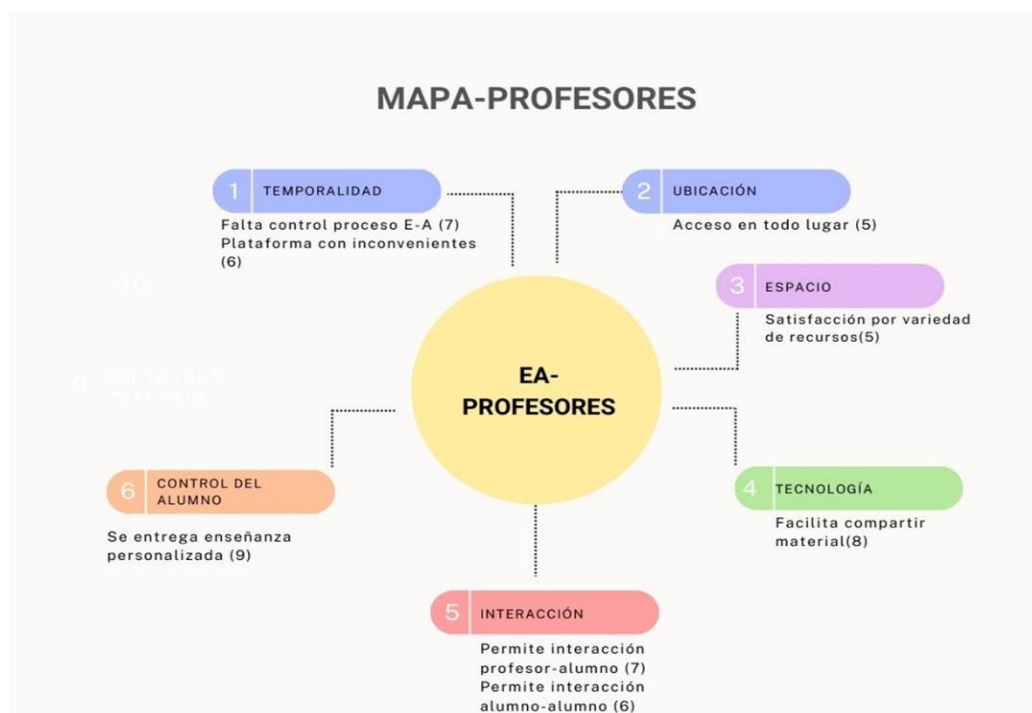 MAPA-PROFESORES
1 TEMPORALIDAD
Falta control proceso E-A (7)
Plataforma con inconvenientes
(6)
2 UBICACIÓN
Acceso en todo lugar (5)
3 ESPACIO
Satisfacción por variedad
de recursos(5)
10
9
EA-
PROFESORES
6 CONTROL DEL
ALUMNO
Se entrega enseñanza
personalizada (9)
4 TECNOLOGÍA
Facilita compartir
material(8)
5 INTERACCIÓN
Permite interacción
profesor-alumno (7)
Permite interacción
alumno-alumno (6)